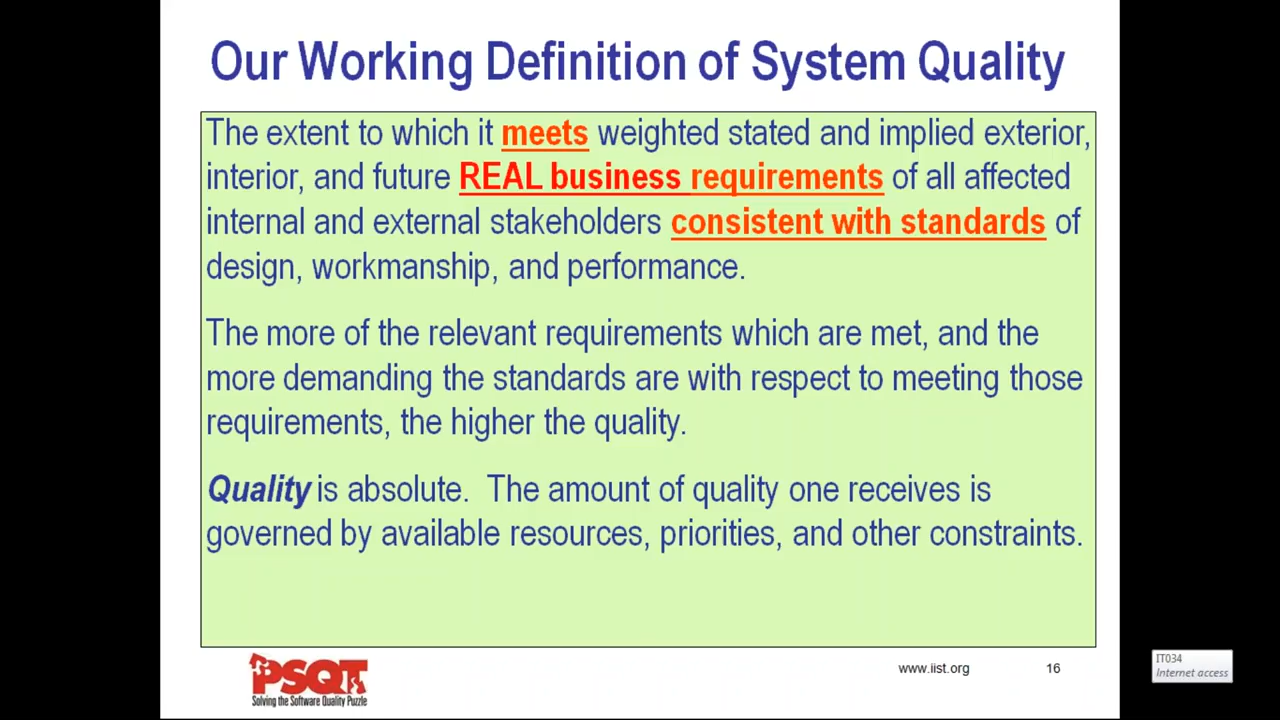 Our Working Definition of System Quality
The extent to which it meets weighted stated and implied exterior,
interior, and future REAL business requirements of all affected
internal and external stakeholders consistent with standards of
design, workmanship, and performance.
The more of the relevant requirements which are met, and the
more demanding the standards are with respect to meeting those
requirements, the higher the quality.
Quality is absolute.  The amount of quality one receives is
governed by available resources, priorities, and other constraints.
PSQT
Solving the Software Quality Puzzle
www.iist.org
16
IT034
Internet access